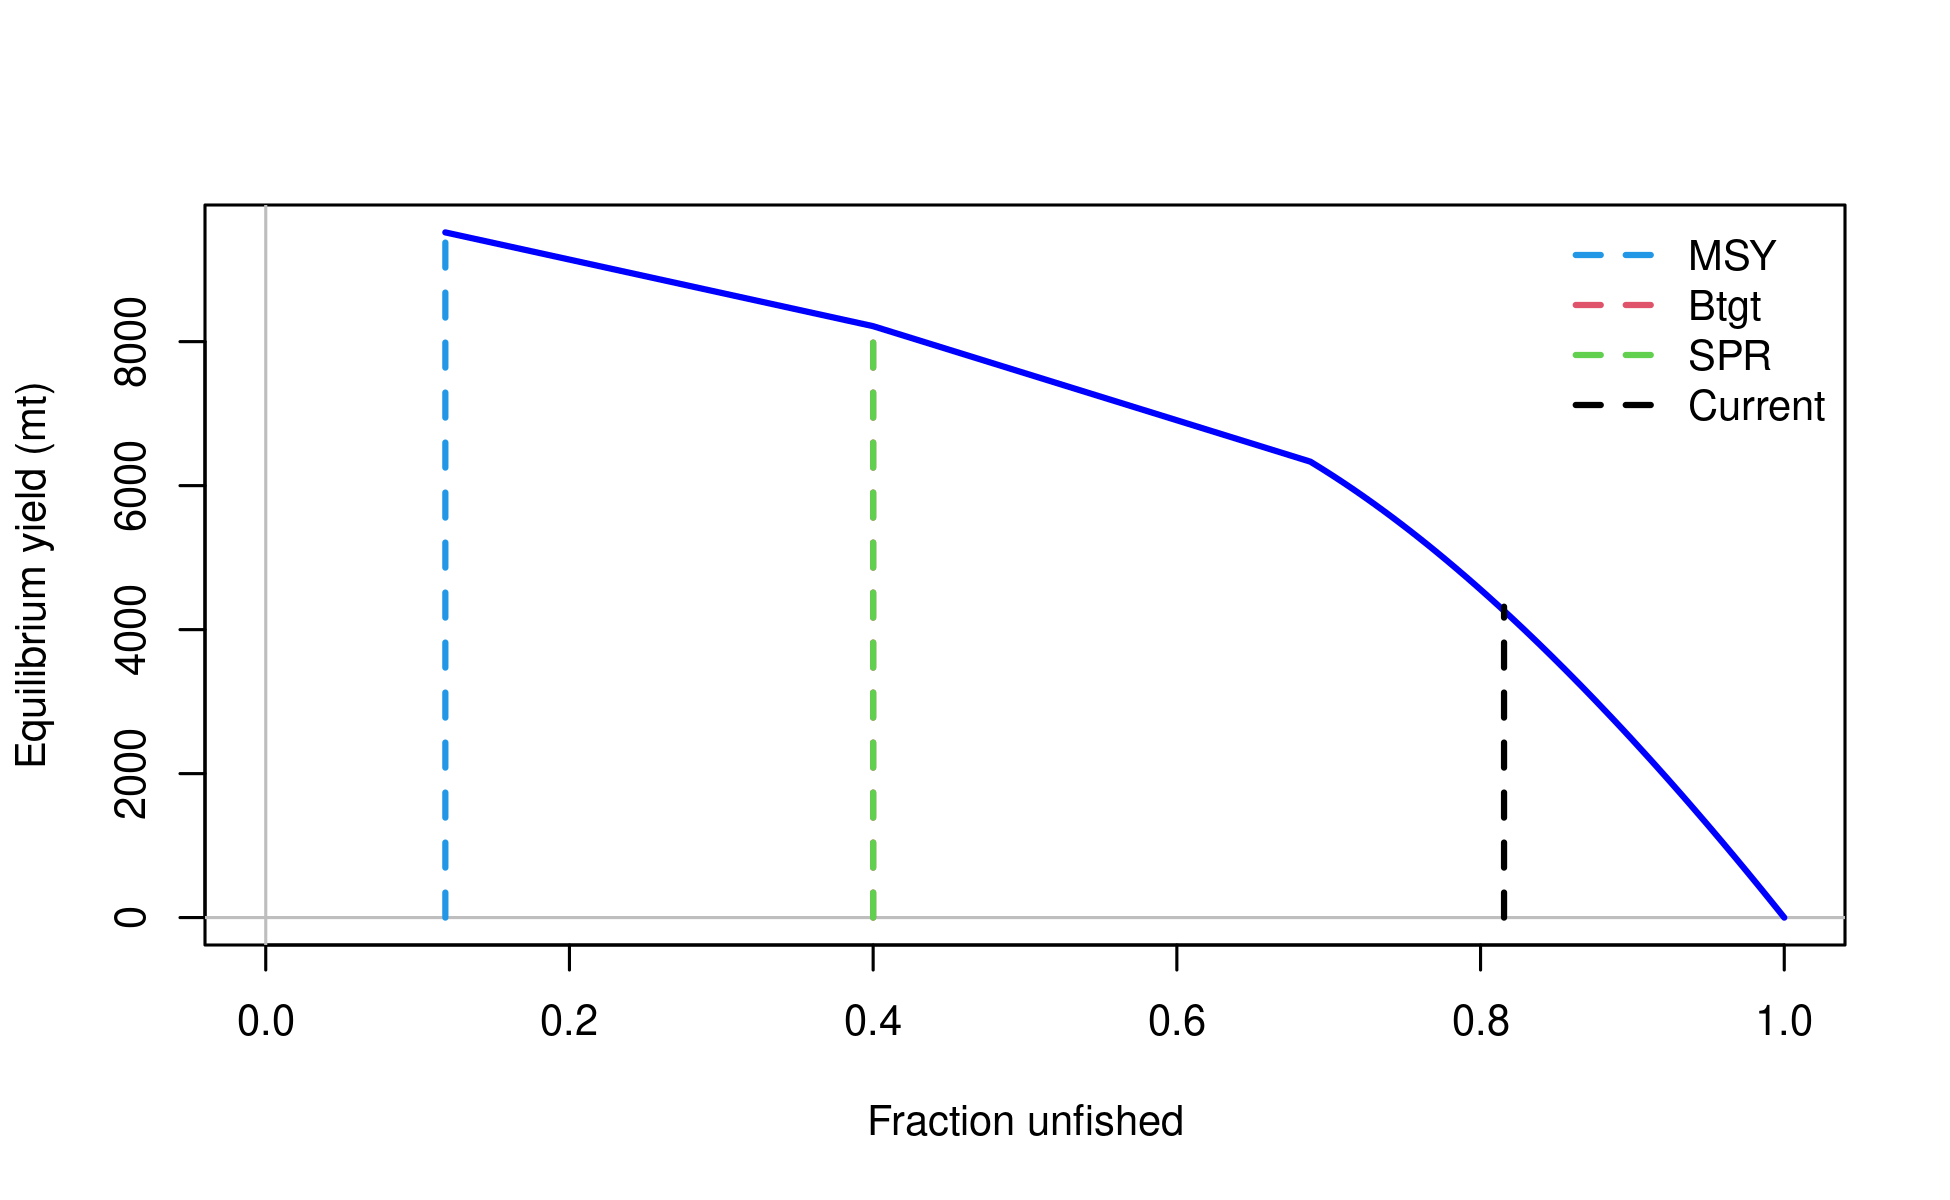 MSY
Btgt
SPR
Current
Equilibrium yield (mt)
8000
6000
4000
2000
0
0.0 0.2 0.4 0.6 0.8 1.0
Fraction unfished